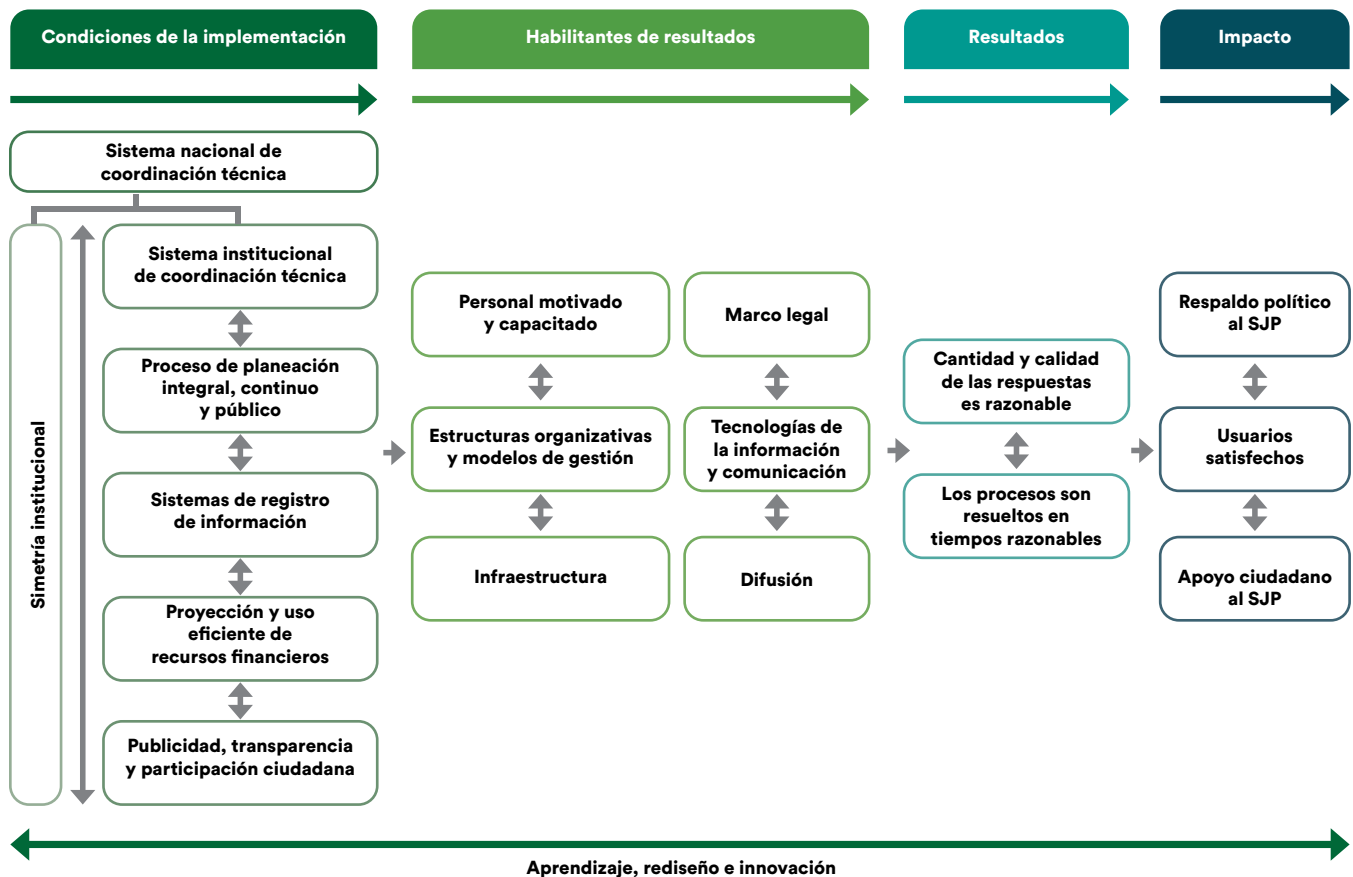 Condiciones de la implementación
Habilitantes de resultados
Resultados
Impacto
Sistema nacional de
coordinación técnica
Simetría institucional
Sistema institucional
de coordinación técnica
Proceso de planeación
integral, continuo
y público
Sistemas de registro
de información
Proyección y uso
eficiente de
recursos financieros
Publicidad, transparencia
y participación ciudadana
Personal motivado
y capacitado
Estructuras organizativas
y modelos de gestión
Infraestructura
Marco legal
Tecnologías de
la información
y comunicación
Difusión
Cantidad y calidad
de las respuestas
es razonable
Los procesos son
resueltos en
tiempos razonables
Respaldo político
al SJP
Usuarios
satisfechos
Apoyo ciudadano
al SJP
Aprendizaje, rediseño e innovación